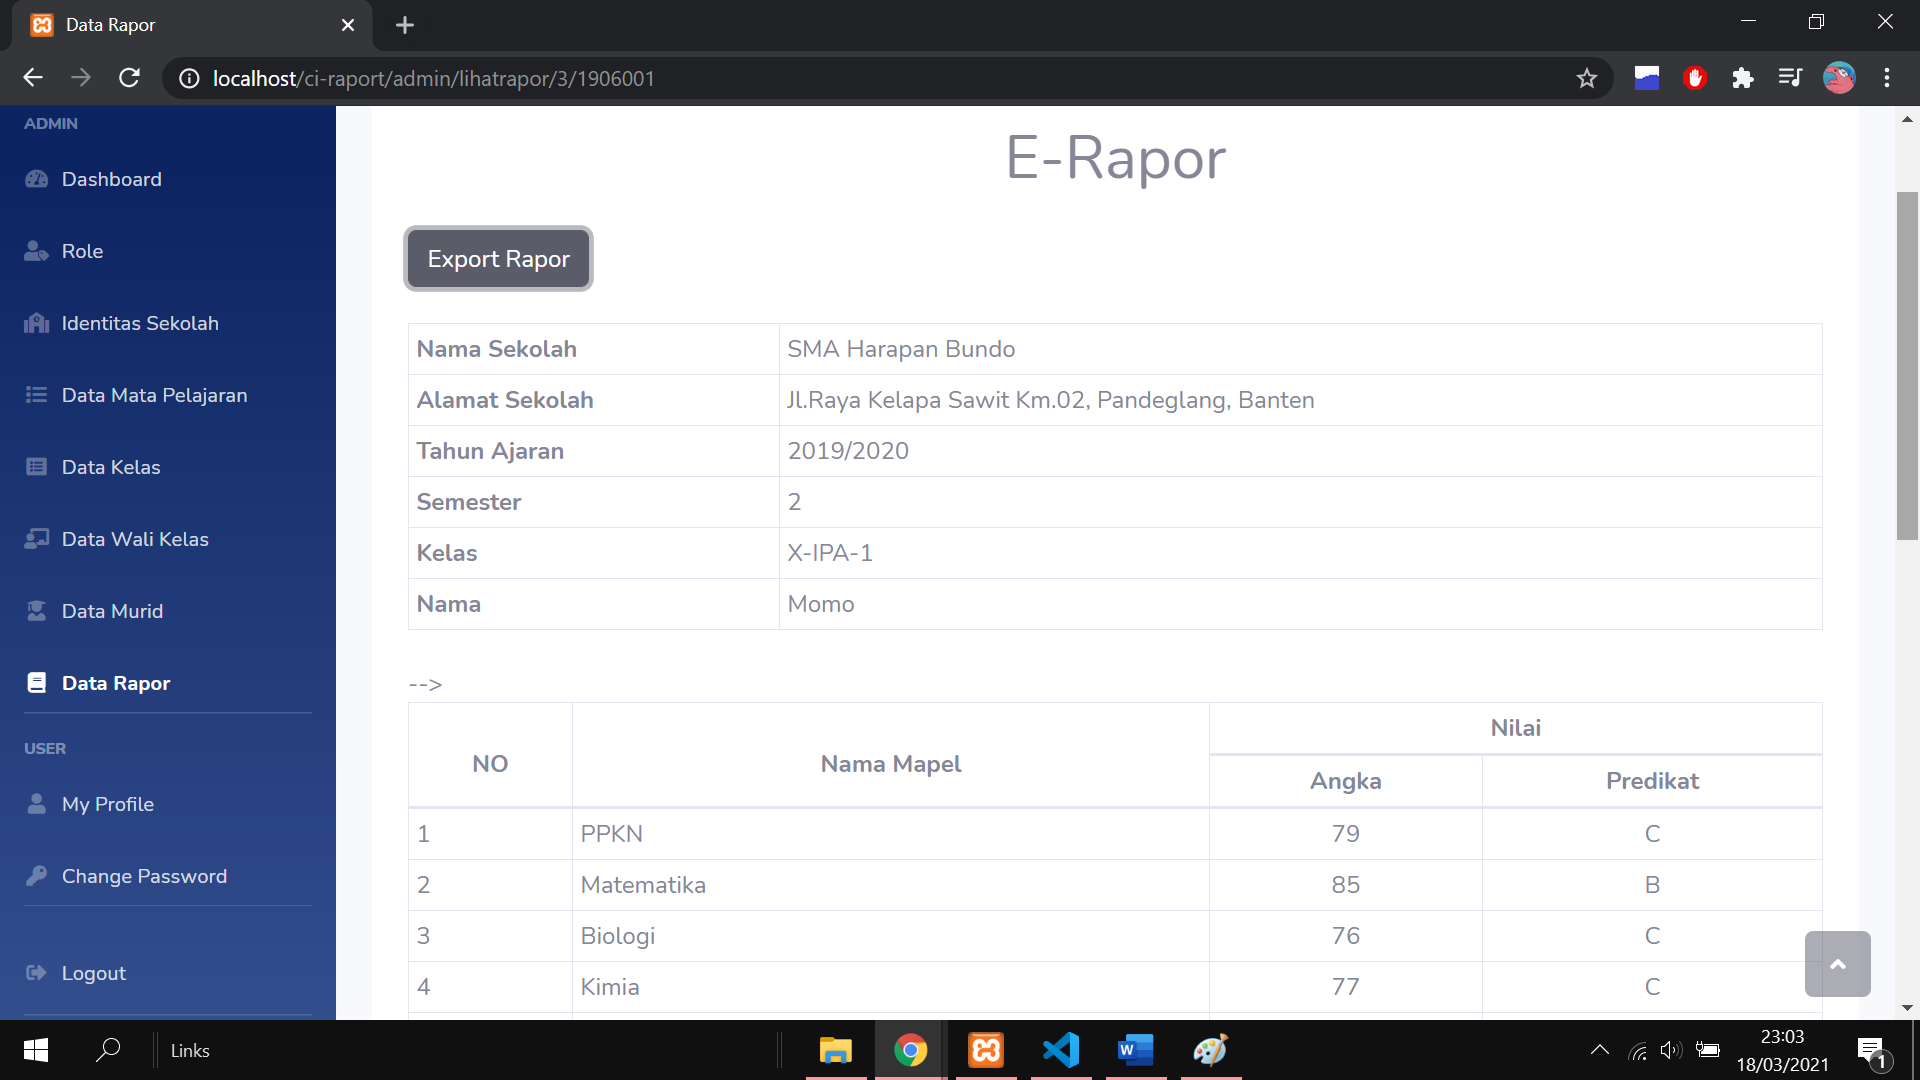 Data Rapor
localhost/ci-raport/admin/lihatrapor/3/1906001
ADMIN
Dashboard
Role
Identitas Sekolah
Data Mata Pelajaran
Data Kelas
Data Wali Kelas
Data Murid
Data Rapor
USER
My Profile
Change Password
Logout
E-Rapor
Export Rapor
Nama Sekolah SMA Harapan Bundo
Alamat Sekolah Jl.Raya Kelapa Sawit Km.02, Pandeglang, Banten
Tahun Ajaran 2019/2020
Semester 2
Kelas X-IPA-1
Nama Momo
-->
NO Nama Mapel Nilai
Angka Predikat
1 PPKN 79 C
2 Matematika 85 B
3 Biologi 76 C
4 Kimia 77 C
Links
W
23:03
18/03/2021
1